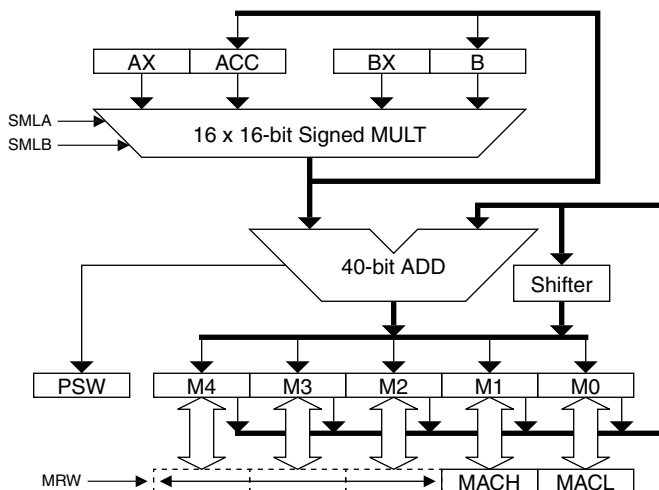 AX ACC BX B
SMLA
16 x 16-bit Signed MULT
SMLB
40-bit ADD
Shifter
PSW M4 M3 M2 M1 M0
MRW MACH MACL